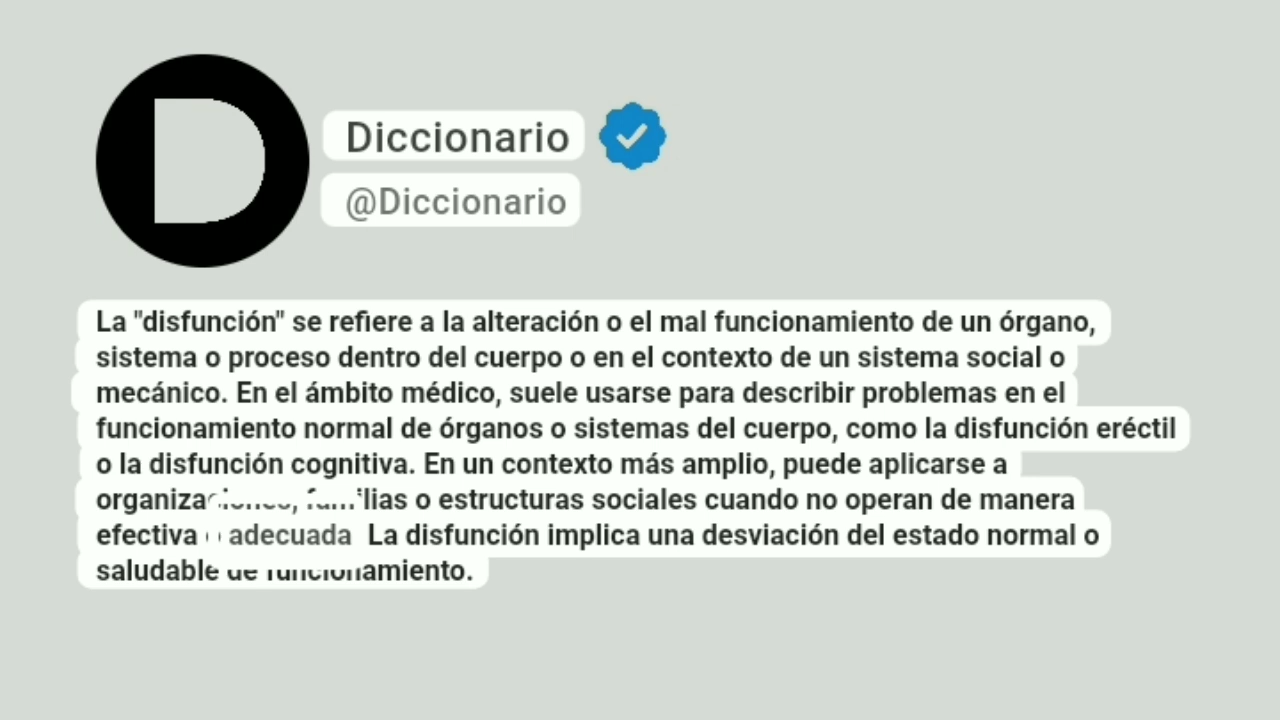 Diccionario
@Diccionario
La "disfunción" se refiere a la alteración o el mal funcionamiento de un órgano,
sistema o proceso dentro del cuerpo o en el contexto de un sistema social o
mecánico. En el ámbito médico, suele usarse para describir problemas en el
funcionamiento normal de órganos o sistemas del cuerpo, como la disfunción eréctil
o la disfunción cognitiva. En un contexto más amplio, puede aplicarse a
organizaciones, familias o estructuras sociales cuando no operan de manera
efectiva adecuada La disfunción implica una desviación del estado normal o
saludable de funcionamiento.